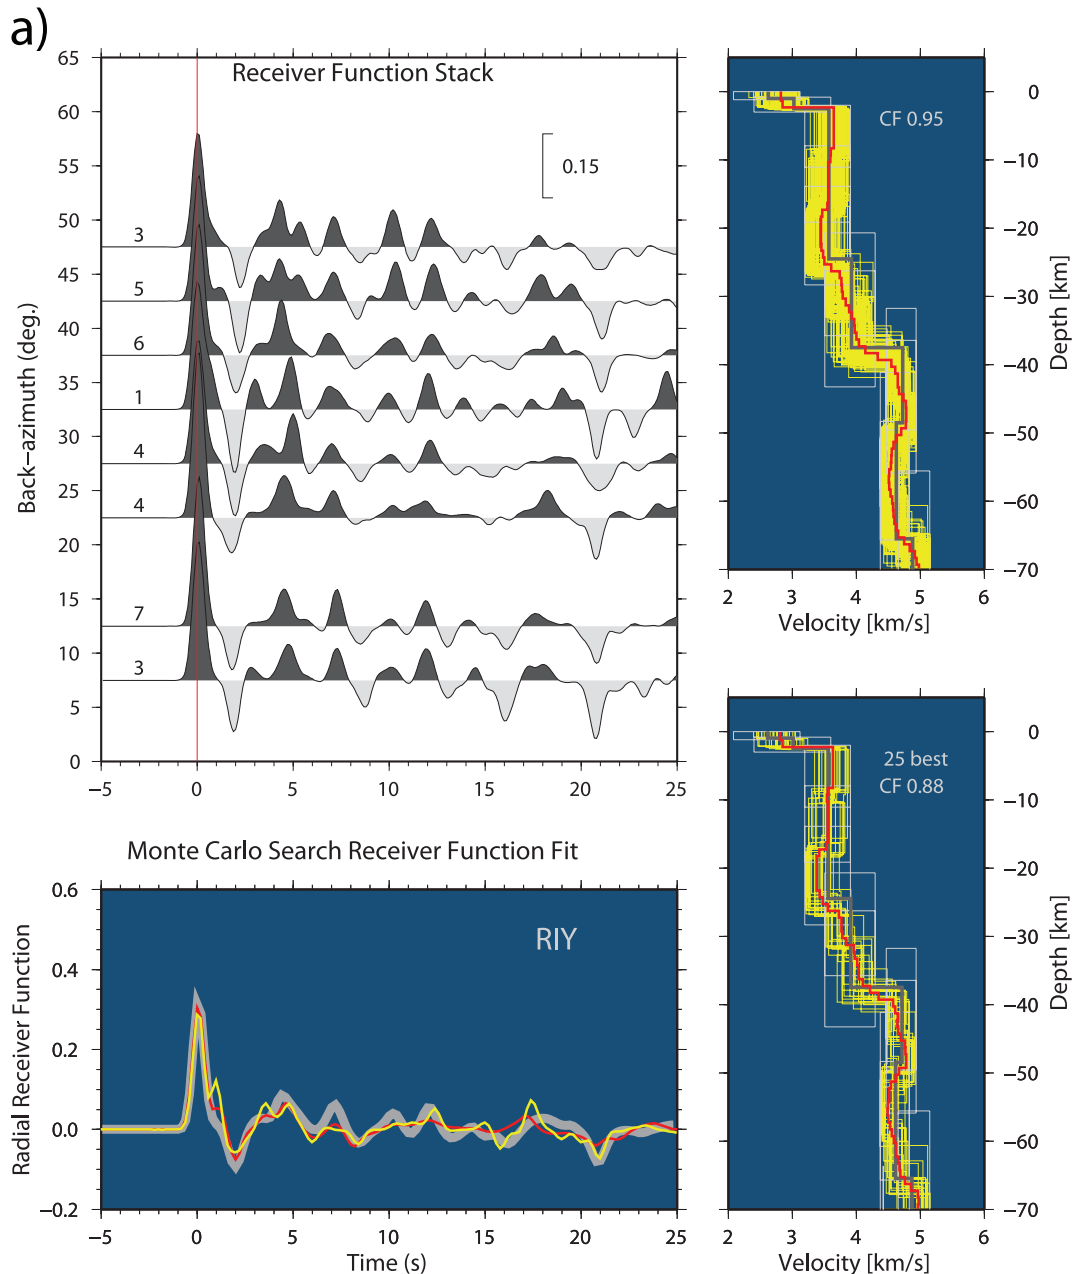 a)
Receiver Function Stack
65
60
55
50
45
40
35
30
25
20
15
10
5
0
Back−azimuth (deg.)
0.15
3
5
6
1
4
4
7
3
−5 0 5 10 15 20 25
CF 0.95
0
−10
−20
−30
−40
−50
−60
−70
Depth [km]
2 3 4 5 6
Velocity [km/s]
Monte Carlo Search Receiver Function Fit
RIY
0.6
0.4
0.2
0.0
−0.2
Radial Receiver Function
−5 0 5 10 15 20 25
Time (s)
25 best
CF 0.88
0
−10
−20
−30
−40
−50
−60
−70
Depth [km]
2 3 4 5 6
Velocity [km/s]